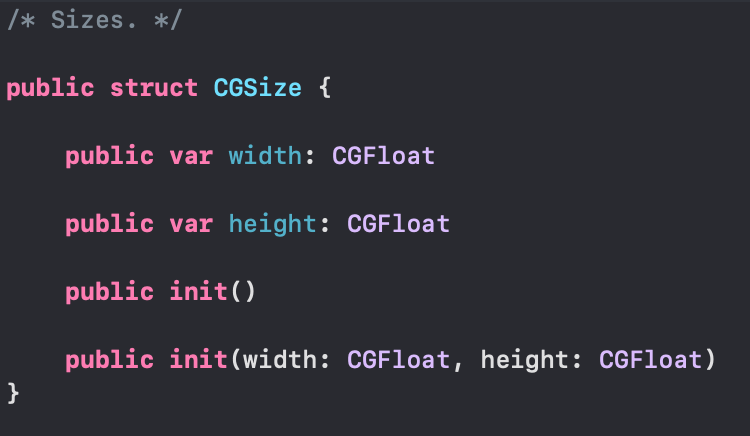 /* Sizes. */
public struct CGSize {
public var width: CGFloat
public var height: CGFloat
public init()
public init(width: CGFloat, height: CGFloat)
}